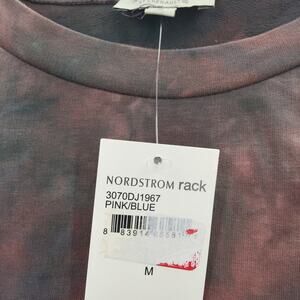 NORDSTROM rack
3070DJ1967
PINK/BLUE
M